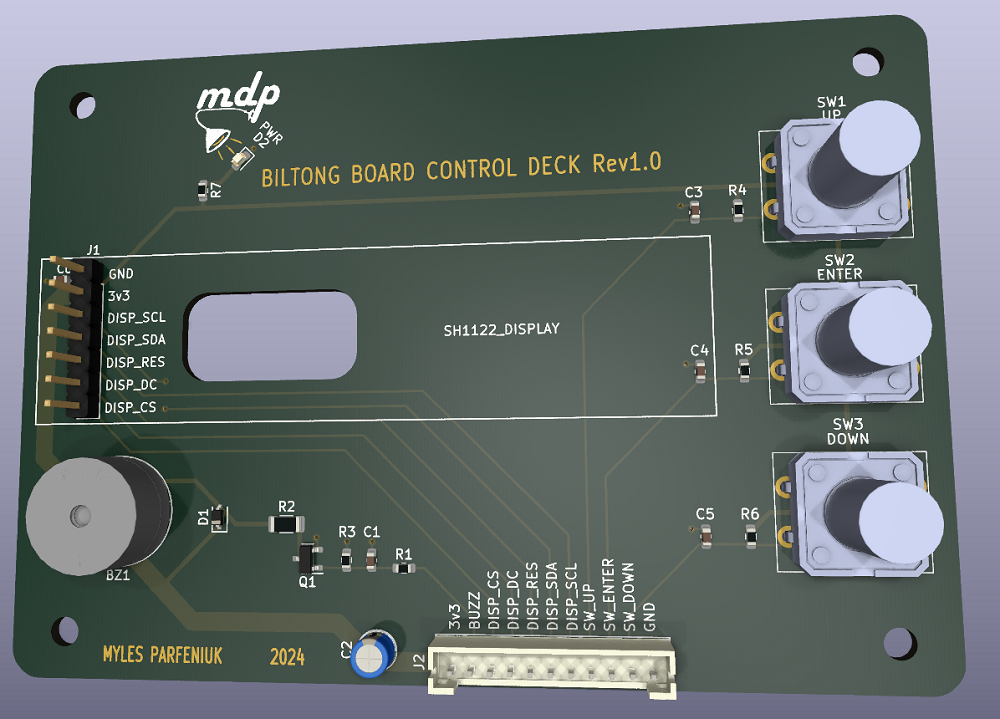 mdp
PWR
D2
R7
BILTONG BOARD CONTROL DECK Rev1.0
SW1
UP
C3
R4
J1
GND
3v3
DISP_SCL
DISP_SDA
DISP_RES
DISP_DC
DISP_CS
SH1122_DISPLAY
SW2
ENTER
C4
R5
SW3
DOWN
C5
R6
BZ1
D1
R2
Q1
R3
C1
R1
3v3
BUZZ
DISP_CS
DISP_DC
DISP_RES
DISP_SDA
DISP_SCL
SW_UP
SW_ENTER
SW_DOWN
GND
C2
J2
MYLES PARFENIUK
2024